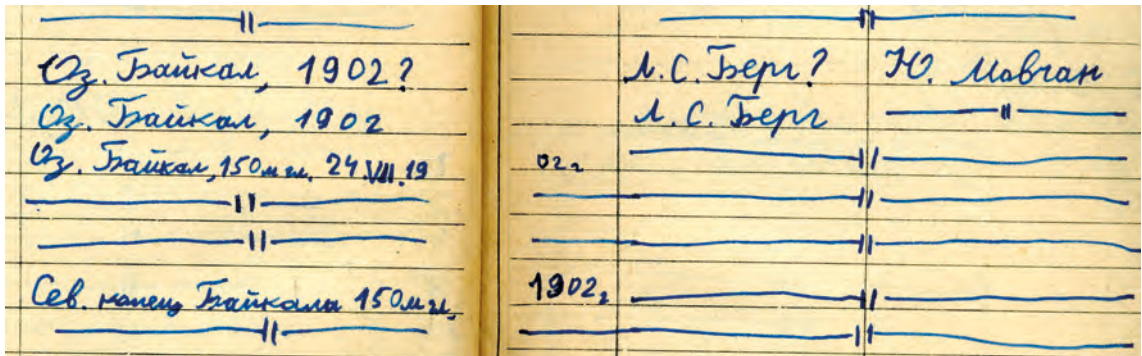 —〃—
—〃—
Оз. Байкал, 1902? Л. С. Берг? Ю. Мовчан
Оз. Байкал, 1902 Л. С. Берг —〃—
Оз. Байкал, 150 м гл. 24.VII.19 02 г —〃— —〃—
—〃— —〃— —〃—
—〃— —〃— —〃—
Сев. конец Байкала 150 м гл, 1902 г —〃— —〃—
—〃— —〃— —〃—